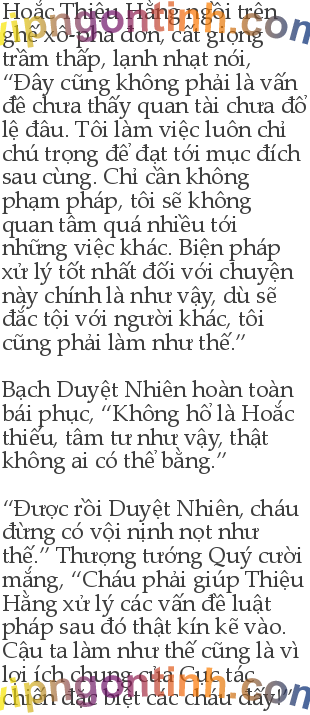 Hoắc Thiệu Hằng ngồi trên
ghế xô-pha đơn, cất giọng
trầm thấp, lạnh nhạt nói,
“Đây cũng không phải là vấn
đề chưa thấy quan tài chưa đổ
lệ đâu. Tôi làm việc luôn chỉ
chú trọng để đạt tới mục đích
sau cùng. Chỉ cần không
phạm pháp, tôi sẽ không
quan tâm quá nhiều tới
những việc khác. Biện pháp
xử lý tốt nhất đối với chuyện
này chính là như vậy, dù sẽ
đắc tội với người khác, tôi
cũng phải làm như thế.”

Bạch Duyệt Nhiên hoàn toàn
bái phục, “Không hổ là Hoắc
thiếu, tâm tư như vậy, thật
không ai có thể bằng.”

“Được rồi Duyệt Nhiên, cháu
đừng có vội nịnh nọt như
thế.” Thượng tướng Quý cười
mắng, “Cháu phải giúp Thiệu
Hằng xử lý các vấn đề luật
pháp sau đó thật kín kẽ vào.
Cậu ta làm như thế cũng là vì
lợi ích chung của Cục tác
chiến đặc biệt các cháu đấy!”
vipngontinh.com
vipngontinh.com